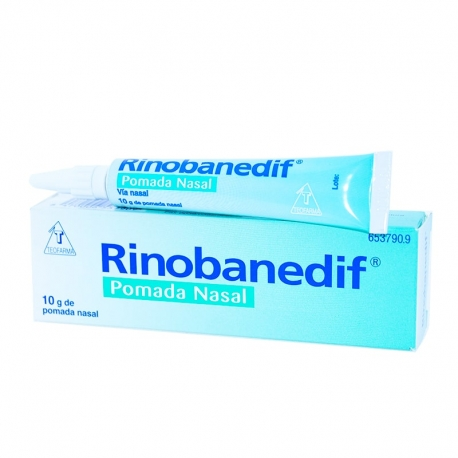 Rinobanedif®
Pomada Nasal
Vía nasal
10 g de pomada nasal
Lote:
653790.9
TEOFARMA
Rinobanedif®
Pomada Nasal
10 g de
pomada nasal